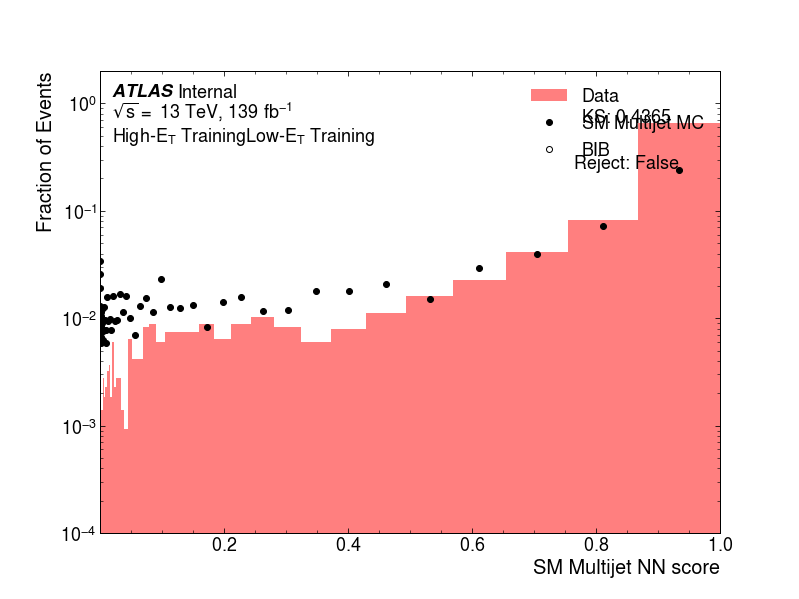 ATLAS Internal
√s = 13 TeV, 139 fb⁻¹
High-E_T TrainingLow-E_T Training
Data
KS: 0.4365
SM Multijet MC
BIB
Reject: False
Fraction of Events
10⁰
10⁻¹
10⁻²
10⁻³
10⁻⁴
0.2 0.4 0.6 0.8 1.0
SM Multijet NN score